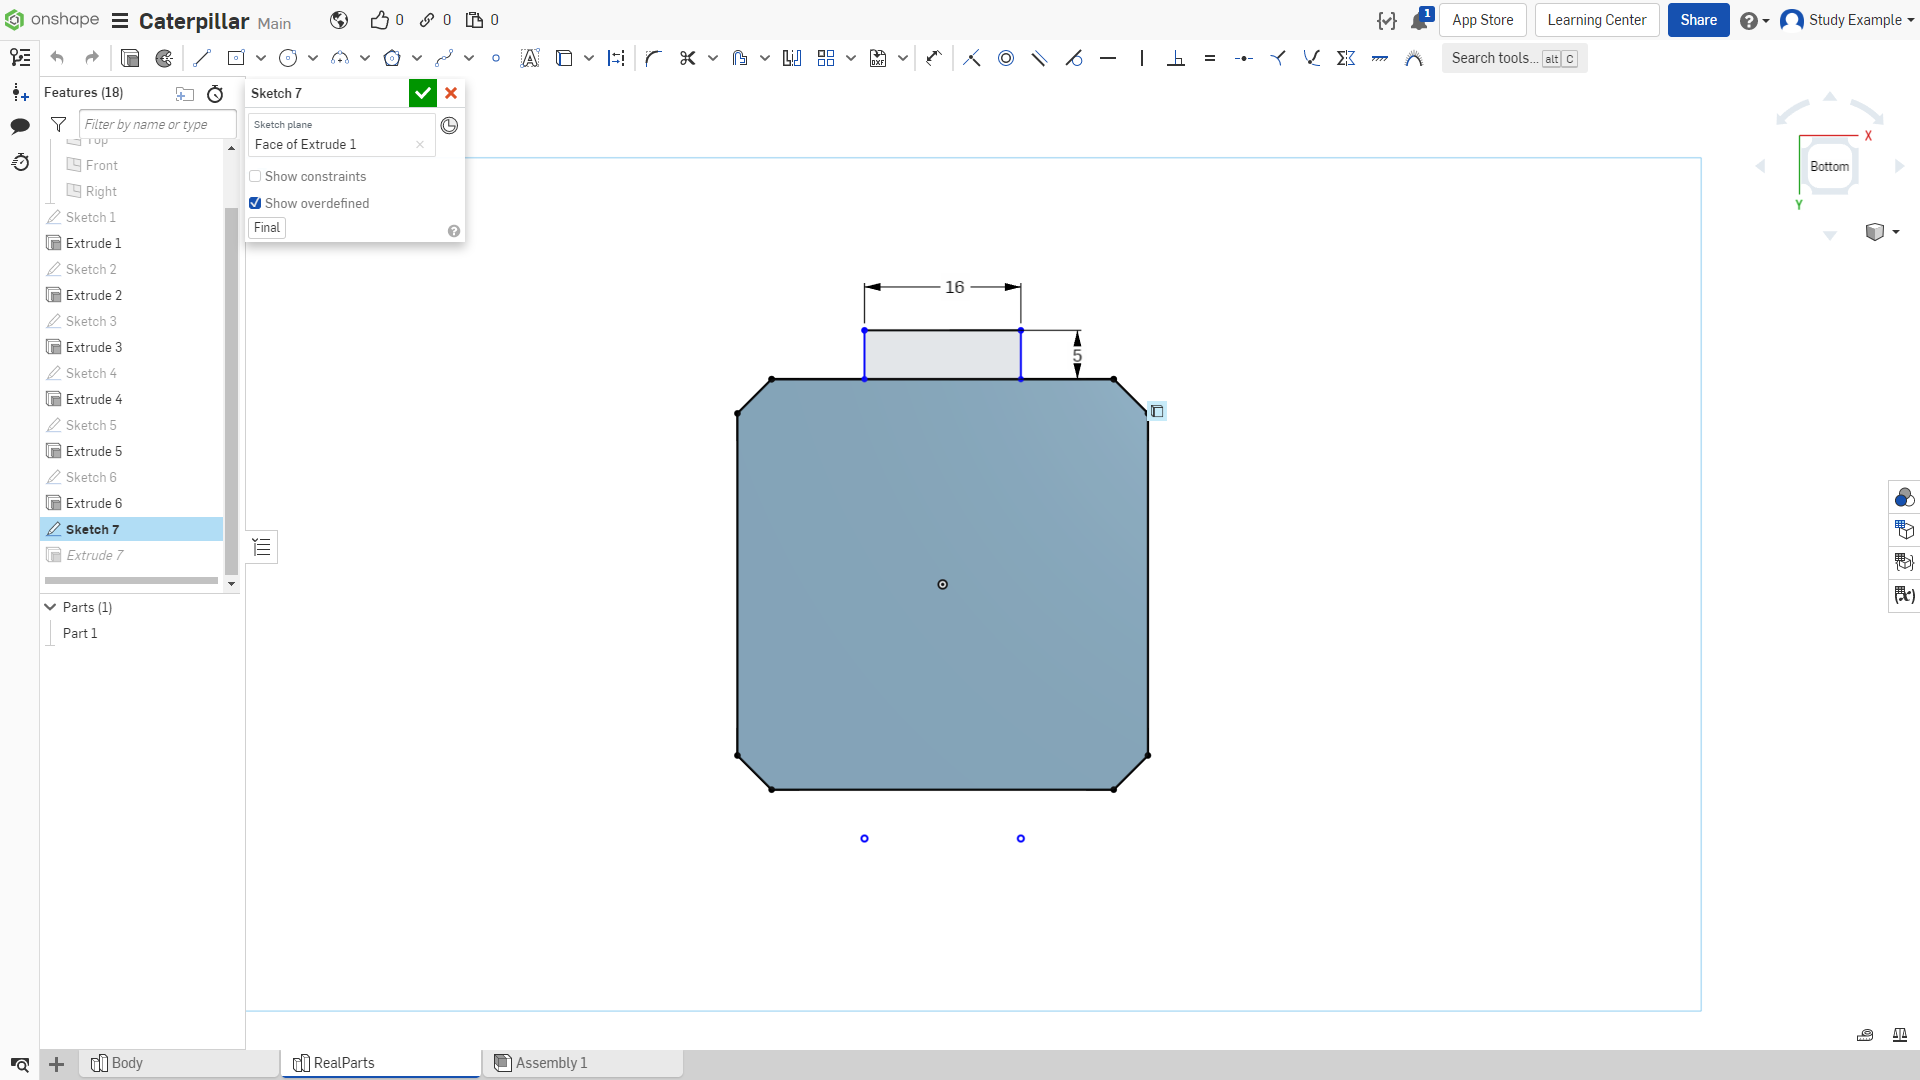 onshape Caterpillar Main 0 0 0 1 App Store Learning Center Share Study Example
Search tools... alt C
Features (18)
Filter by name or type
Top
Front
Right
Sketch 1
Extrude 1
Sketch 2
Extrude 2
Sketch 3
Extrude 3
Sketch 4
Extrude 4
Sketch 5
Extrude 5
Sketch 6
Extrude 6
Sketch 7
Extrude 7
Parts (1)
Part 1
Sketch 7
Sketch plane
Face of Extrude 1
Show constraints
Show overdefined
Final
16
5
X
Bottom
Y
Body RealParts Assembly 1